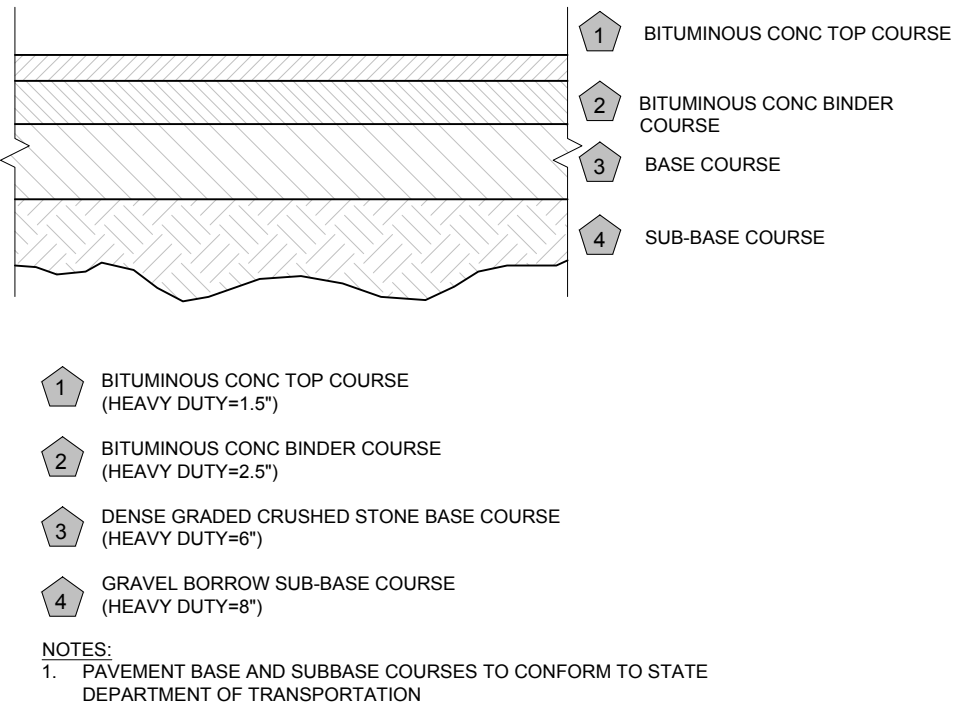 1 BITUMINOUS CONC TOP COURSE
2 BITUMINOUS CONC BINDER
COURSE
3 BASE COURSE
4 SUB-BASE COURSE
1 BITUMINOUS CONC TOP COURSE
(HEAVY DUTY=1.5")
2 BITUMINOUS CONC BINDER COURSE
(HEAVY DUTY=2.5")
3 DENSE GRADED CRUSHED STONE BASE COURSE
(HEAVY DUTY=6")
4 GRAVEL BORROW SUB-BASE COURSE
(HEAVY DUTY=8")
NOTES:
1. PAVEMENT BASE AND SUBBASE COURSES TO CONFORM TO STATE
DEPARTMENT OF TRANSPORTATION